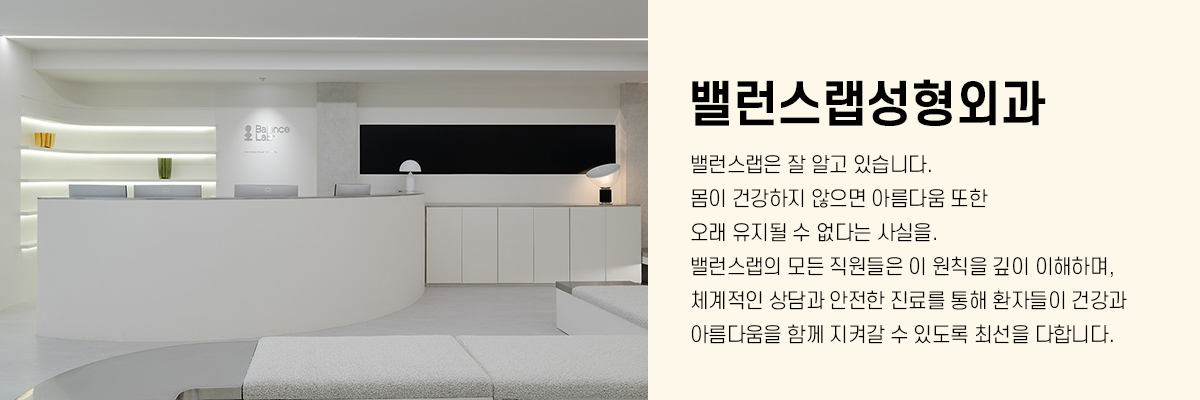 Balance
Lab
밸런스랩성형외과
밸런스랩은 잘 알고 있습니다.
몸이 건강하지 않으면 아름다움 또한
오래 유지될 수 없다는 사실을.
밸런스랩의 모든 직원들은 이 원칙을 깊이 이해하며,
체계적인 상담과 안전한 진료를 통해 환자들이 건강과
아름다움을 함께 지켜갈 수 있도록 최선을 다합니다.